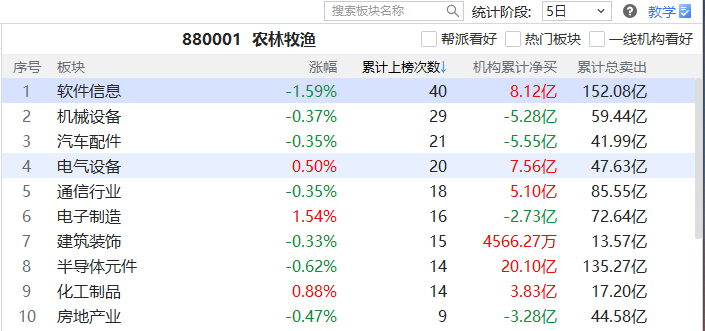 搜索板块名称 统计阶段: 5日 ? 教学
880001 农林牧渔 帮派看好 热门板块 一线机构看好
序号 板块 涨幅 累计上榜次数↓ 机构累计净买 累计总卖出
1 软件信息 -1.59% 40 8.12亿 152.08亿
2 机械设备 -0.37% 29 -5.28亿 59.44亿
3 汽车配件 -0.35% 21 -5.55亿 41.99亿
4 电气设备 0.50% 20 7.56亿 47.63亿
5 通信行业 -0.35% 18 5.10亿 85.55亿
6 电子制造 1.54% 16 -2.73亿 72.64亿
7 建筑装饰 -0.33% 15 4566.27万 13.57亿
8 半导体元件 -0.62% 14 20.10亿 135.27亿
9 化工制品 0.88% 14 3.83亿 17.20亿
10 房地产业 -0.47% 9 -3.28亿 44.58亿